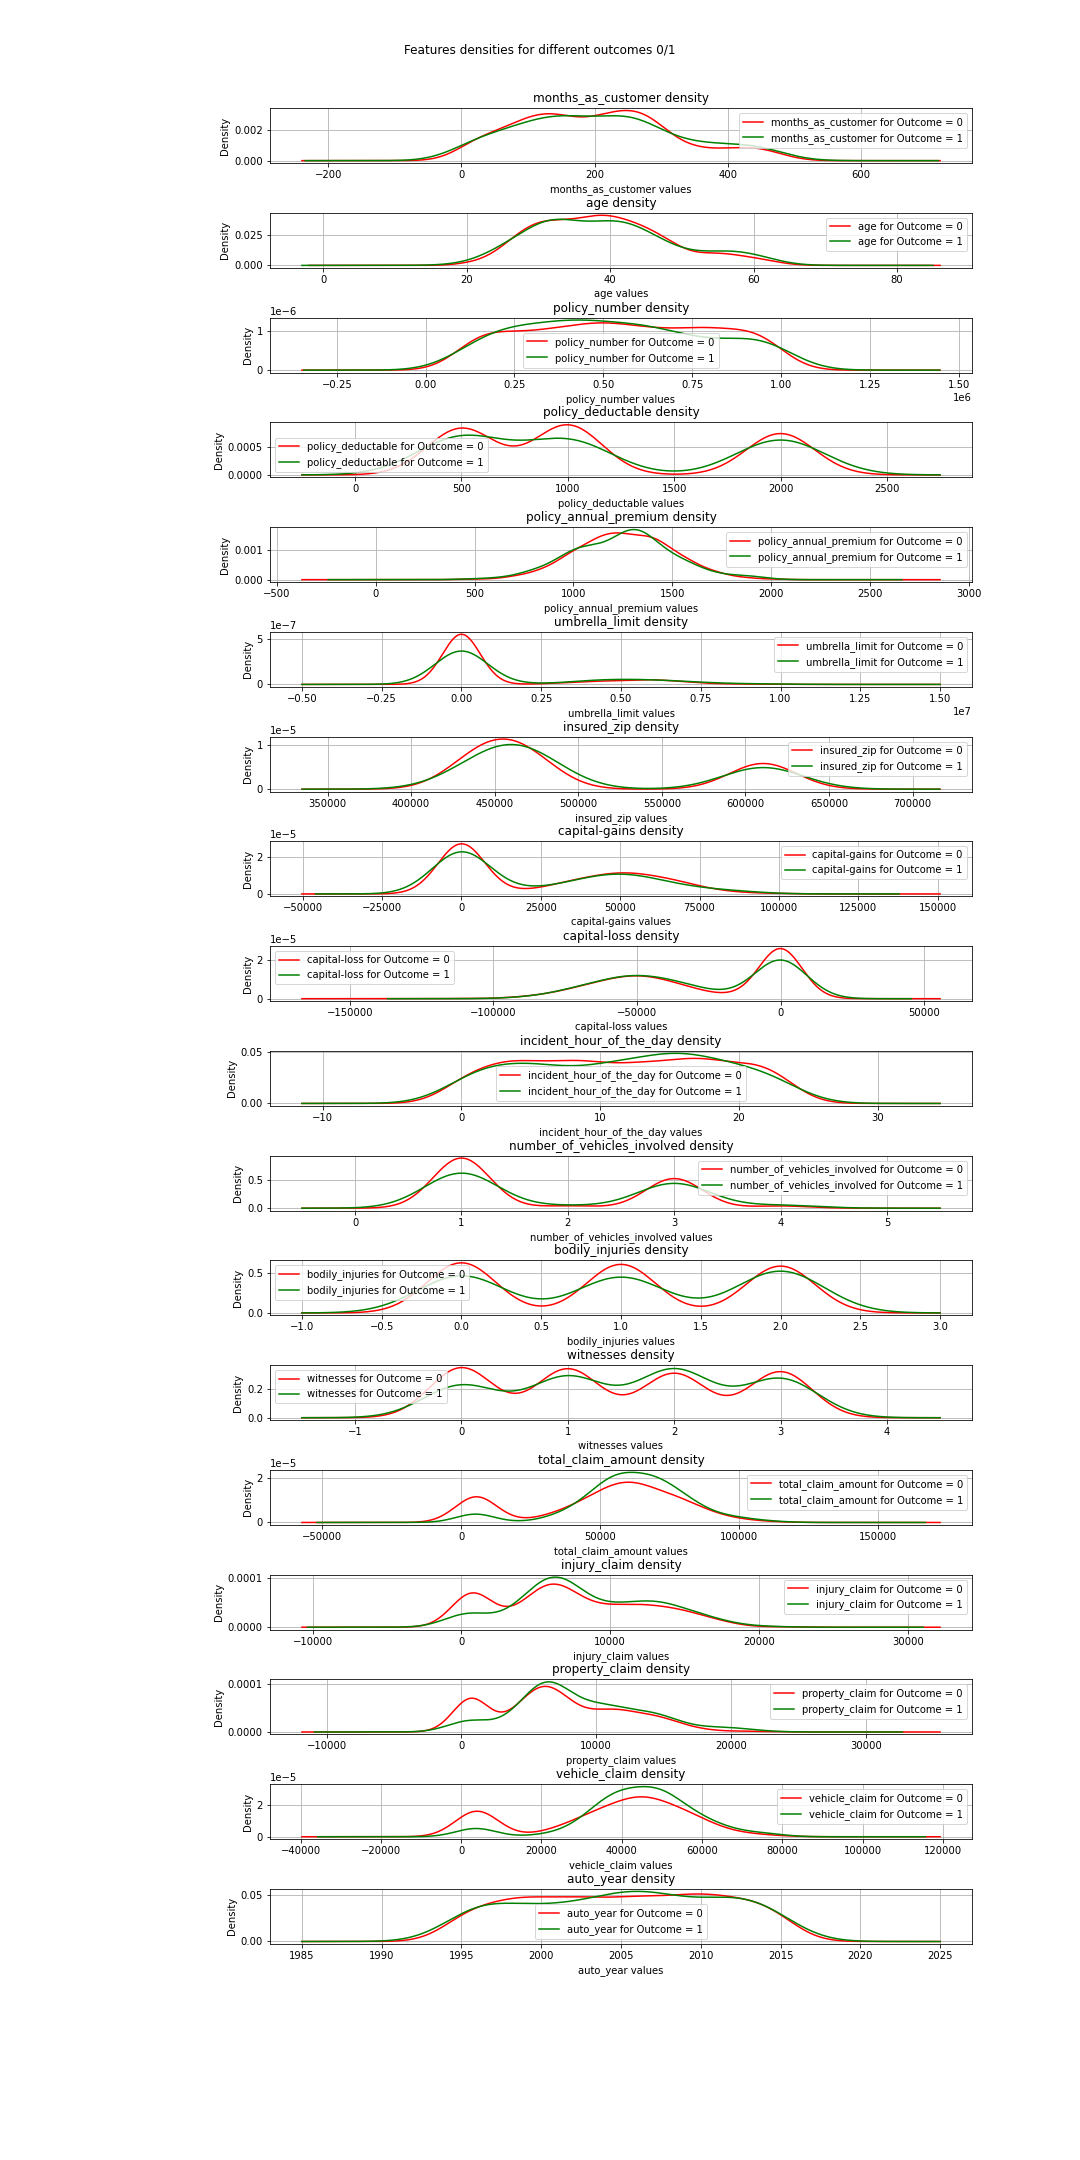 Features densities for different outcomes 0/1
months_as_customer density
months_as_customer for Outcome = 0
months_as_customer for Outcome = 1
Density
0.002
0.000
−200 0 200 400 600
months_as_customer values
age density
age for Outcome = 0
age for Outcome = 1
Density
0.025
0.000
0 20 40 60 80
age values
1e−6
policy_number density
policy_number for Outcome = 0
policy_number for Outcome = 1
Density
1
0
−0.25 0.00 0.25 0.50 0.75 1.00 1.25 1.50
1e6
policy_number values
policy_deductable density
policy_deductable for Outcome = 0
policy_deductable for Outcome = 1
Density
0.0005
0.0000
0 500 1000 1500 2000 2500
policy_deductable values
policy_annual_premium density
policy_annual_premium for Outcome = 0
policy_annual_premium for Outcome = 1
Density
0.001
0.000
−500 0 500 1000 1500 2000 2500 3000
policy_annual_premium values
1e−7
umbrella_limit density
umbrella_limit for Outcome = 0
umbrella_limit for Outcome = 1
Density
5
0
−0.50 −0.25 0.00 0.25 0.50 0.75 1.00 1.25 1.50
1e7
umbrella_limit values
1e−5
insured_zip density
insured_zip for Outcome = 0
insured_zip for Outcome = 1
Density
1
0
350000 400000 450000 500000 550000 600000 650000 700000
insured_zip values
1e−5
capital-gains density
capital-gains for Outcome = 0
capital-gains for Outcome = 1
Density
2
0
−50000 −25000 0 25000 50000 75000 100000 125000 150000
capital-gains values
1e−5
capital-loss density
capital-loss for Outcome = 0
capital-loss for Outcome = 1
Density
2
0
−150000 −100000 −50000 0 50000
capital-loss values
incident_hour_of_the_day density
incident_hour_of_the_day for Outcome = 0
incident_hour_of_the_day for Outcome = 1
Density
0.05
0.00
−10 0 10 20 30
incident_hour_of_the_day values
number_of_vehicles_involved density
number_of_vehicles_involved for Outcome = 0
number_of_vehicles_involved for Outcome = 1
Density
0.5
0.0
0 1 2 3 4 5
number_of_vehicles_involved values
bodily_injuries density
bodily_injuries for Outcome = 0
bodily_injuries for Outcome = 1
Density
0.5
0.0
−1.0 −0.5 0.0 0.5 1.0 1.5 2.0 2.5 3.0
bodily_injuries values
witnesses density
witnesses for Outcome = 0
witnesses for Outcome = 1
Density
0.2
0.0
−1 0 1 2 3 4
witnesses values
1e−5
total_claim_amount density
total_claim_amount for Outcome = 0
total_claim_amount for Outcome = 1
Density
2
0
−50000 0 50000 100000 150000
total_claim_amount values
injury_claim density
injury_claim for Outcome = 0
injury_claim for Outcome = 1
Density
0.0001
0.0000
−10000 0 10000 20000 30000
injury_claim values
property_claim density
property_claim for Outcome = 0
property_claim for Outcome = 1
Density
0.0001
0.0000
−10000 0 10000 20000 30000
property_claim values
1e−5
vehicle_claim density
vehicle_claim for Outcome = 0
vehicle_claim for Outcome = 1
Density
2
0
−40000 −20000 0 20000 40000 60000 80000 100000 120000
vehicle_claim values
auto_year density
auto_year for Outcome = 0
auto_year for Outcome = 1
Density
0.05
0.00
1985 1990 1995 2000 2005 2010 2015 2020 2025
auto_year values